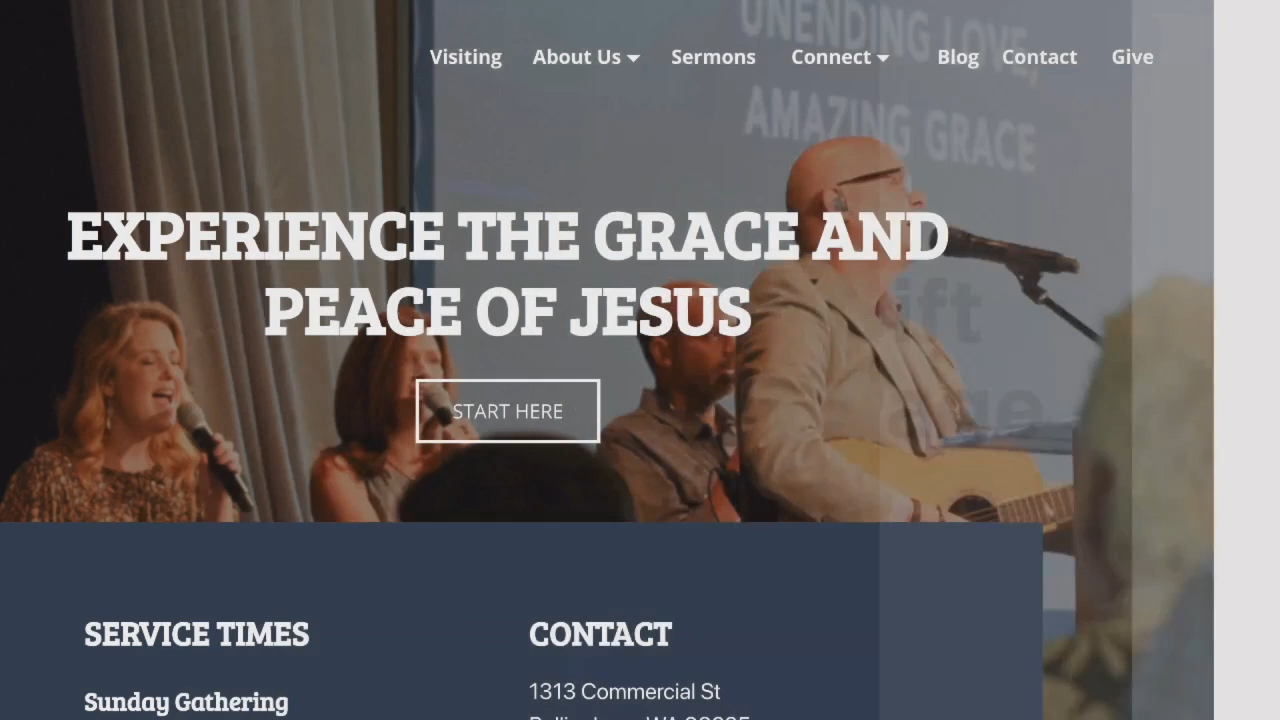 UNENDING LOVE,
Visiting About Us Sermons Connect Blog Contact Give
AMAZING GRACE
EXPERIENCE THE GRACE AND
PEACE OF JESUS
START HERE
SERVICE TIMES
CONTACT
Sunday Gathering
1313 Commercial St